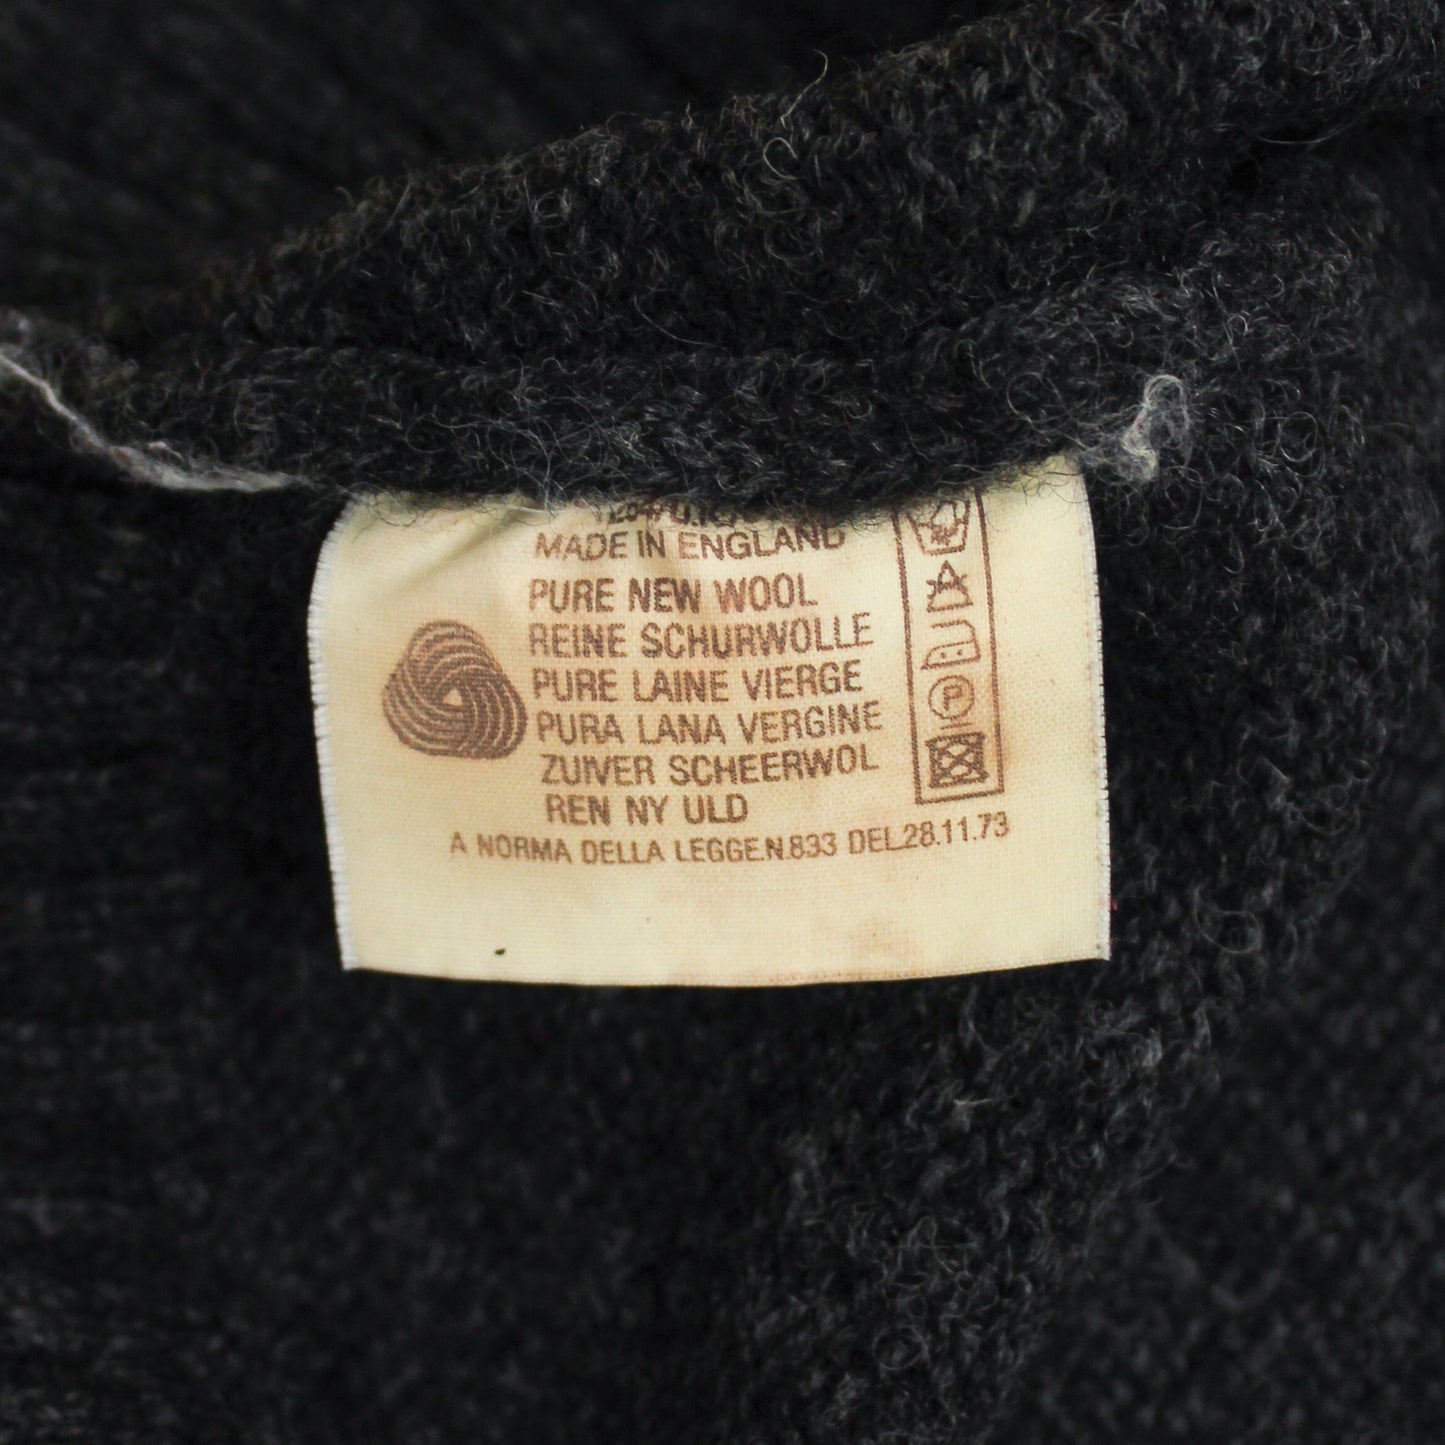 MADE IN ENGLAND
PURE NEW WOOL
REINE SCHURWOLLE
PURE LAINE VIERGE
PURA LANA VERGINE
ZUIVER SCHEERWOL
REN NY ULD
A NORMA DELLA LEGGE.N.833 DEL.28.11.73
P